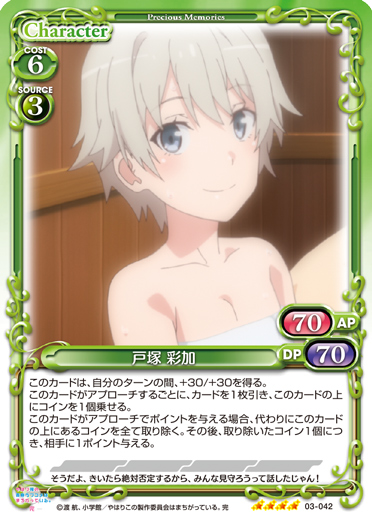 Precious Memories
Character
COST
6
SOURCE
3
70 AP
戸塚 彩加
DP 70
このカードは、自分のターンの間、+30/+30を得る。
このカードがアプローチするごとに、カードを1枚引き、このカードの上
にコインを1個乗せる。
このカードがアプローチでポイントを与える場合、代わりにこのカード
の上にあるコインを全て取り除く。その後、取り除いたコイン1個につ
き、相手に1ポイント与える。
そうだよ、きいたら絶対否定するから、みんな見守ろうって話したじゃん!
©渡 航、小学館/やはりこの製作委員会はまちがっている。完
03-042